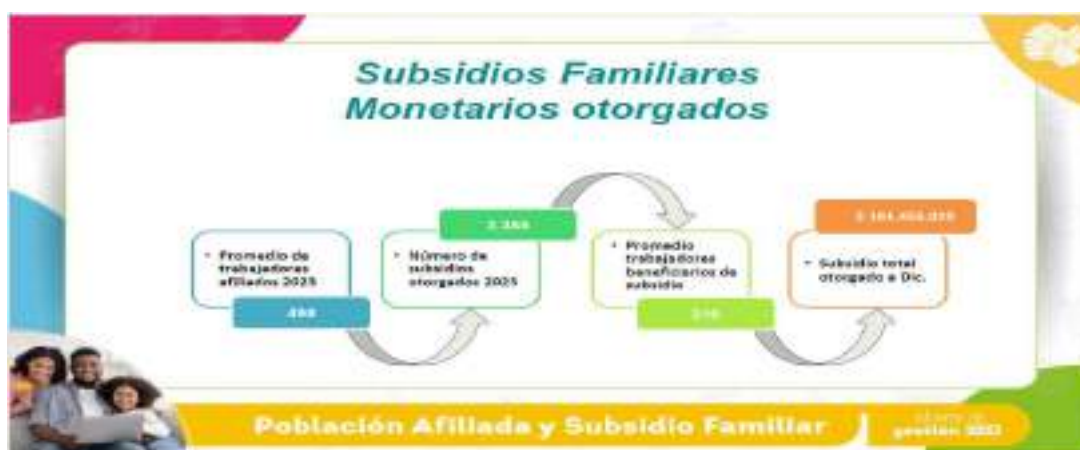 Subsidios Familiares
Monetarios otorgados
• Promedio de
trabajadores
afiliados 2025
• Número de
subsidios
otorgados 2025
• Promedio
trabajadores
beneficiarios de
subsidio
• Subsidio total
otorgado a Dic.
Población Afiliada y Subsidio Familiar
gestión